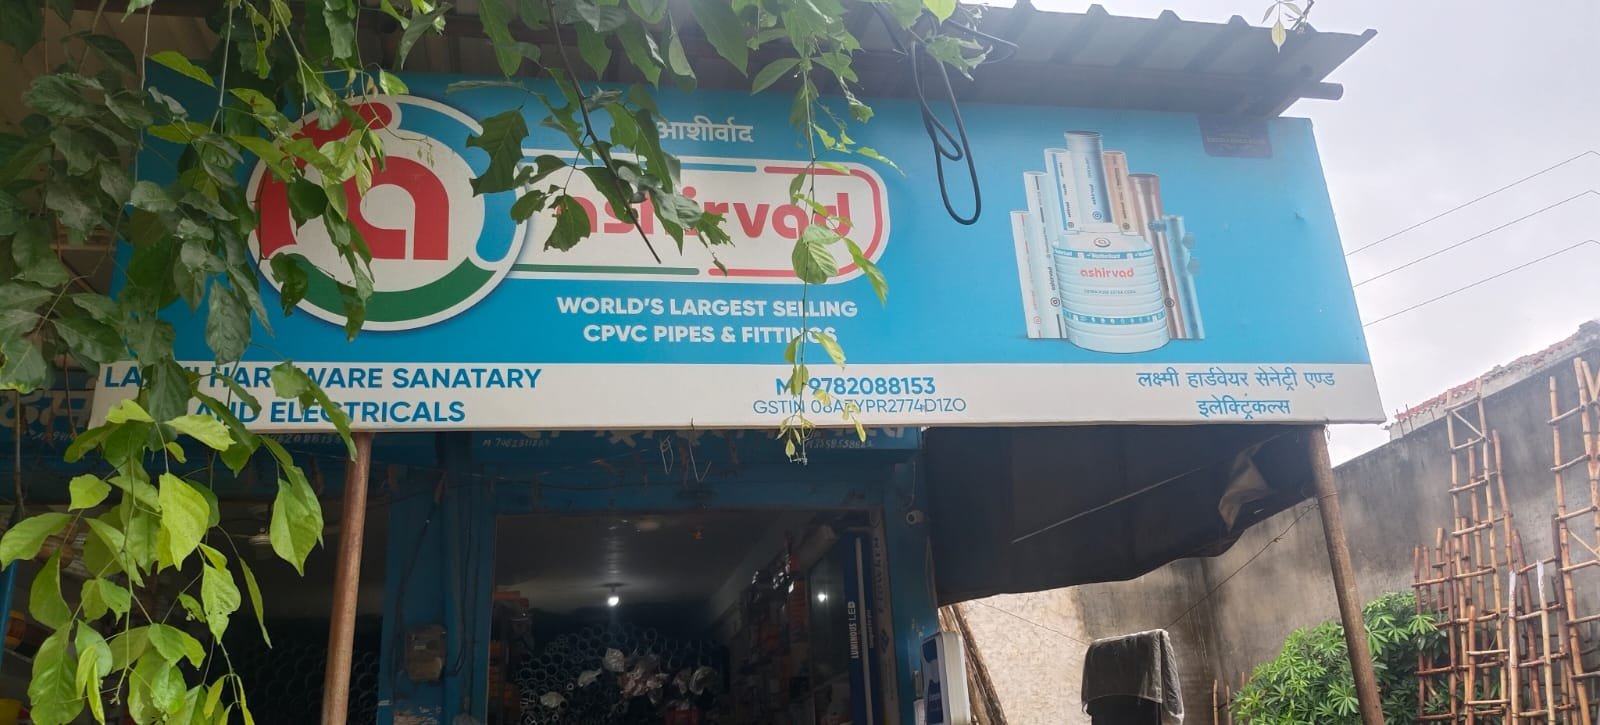 आशीर्वाद
ashirvad
WORLD'S LARGEST SELLING
CPVC PIPES & FITTINGS
ashirvad
HARDWARE SANATARY
AND ELECTRICALS
M-9782088153
GSTIN 08AZYPR2774D1ZO
लक्ष्मी हार्डवेयर सेनेट्री एण्ड
इलेक्ट्रिकल्स
LUMINOUS LED